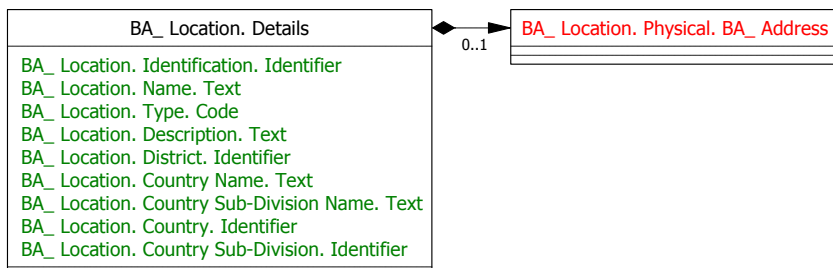 BA_ Location. Details
0..1
BA_ Location. Physical. BA_ Address
BA_ Location. Identification. Identifier
BA_ Location. Name. Text
BA_ Location. Type. Code
BA_ Location. Description. Text
BA_ Location. District. Identifier
BA_ Location. Country Name. Text
BA_ Location. Country Sub-Division Name. Text
BA_ Location. Country. Identifier
BA_ Location. Country Sub-Division. Identifier